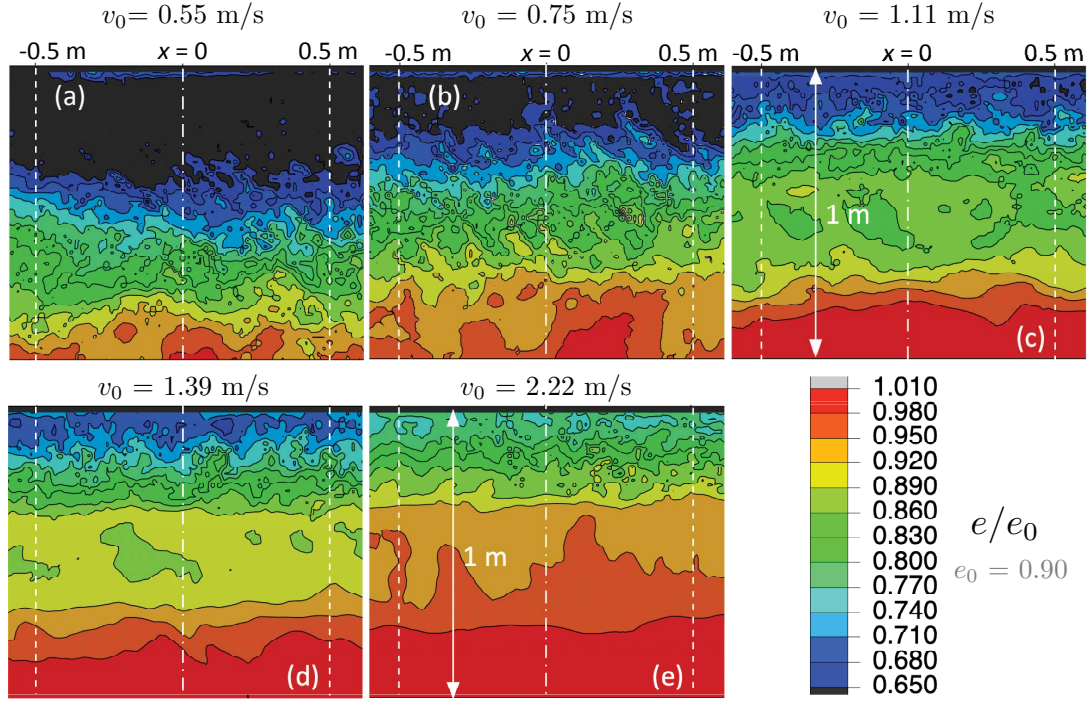 v₀= 0.55 m/s
v₀ = 0.75 m/s
v₀ = 1.11 m/s
-0.5 m x = 0 0.5 m
-0.5 m x = 0 0.5 m
-0.5 m x = 0 0.5 m
(a)
(b)
1 m
(c)
v₀ = 1.39 m/s
v₀ = 2.22 m/s
1 m
(d)
(e)
1.010
0.980
0.950
0.920
0.890
0.860
0.830
0.800
0.770
0.740
0.710
0.680
0.650
e/e₀
e₀ = 0.90